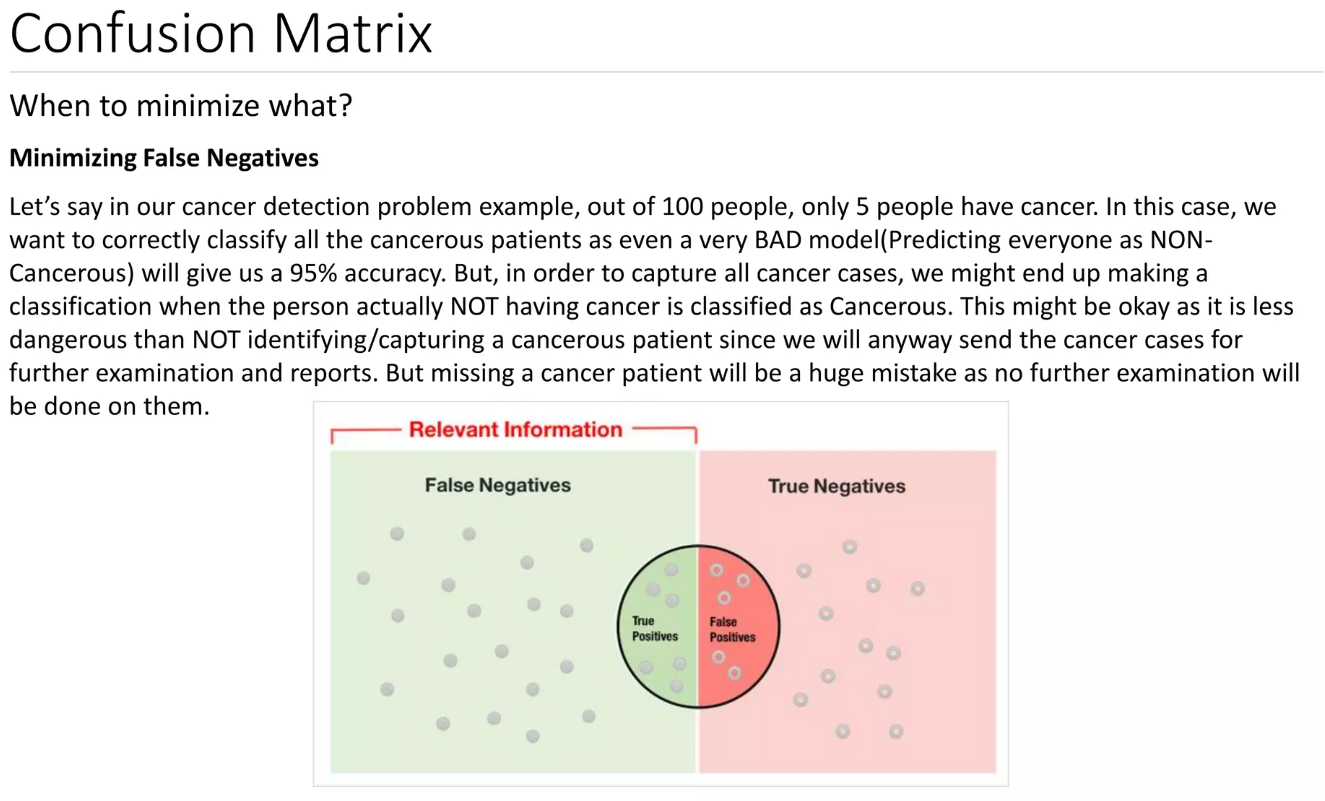 Confusion Matrix
When to minimize what?
Minimizing False Negatives
Let’s say in our cancer detection problem example, out of 100 people, only 5 people have cancer. In this case, we
want to correctly classify all the cancerous patients as even a very BAD model(Predicting everyone as NON-
Cancerous) will give us a 95% accuracy. But, in order to capture all cancer cases, we might end up making a
classification when the person actually NOT having cancer is classified as Cancerous. This might be okay as it is less
dangerous than NOT identifying/capturing a cancerous patient since we will anyway send the cancer cases for
further examination and reports. But missing a cancer patient will be a huge mistake as no further examination will
be done on them.
Relevant Information
False Negatives
True Negatives
True
Positives
False
Positives